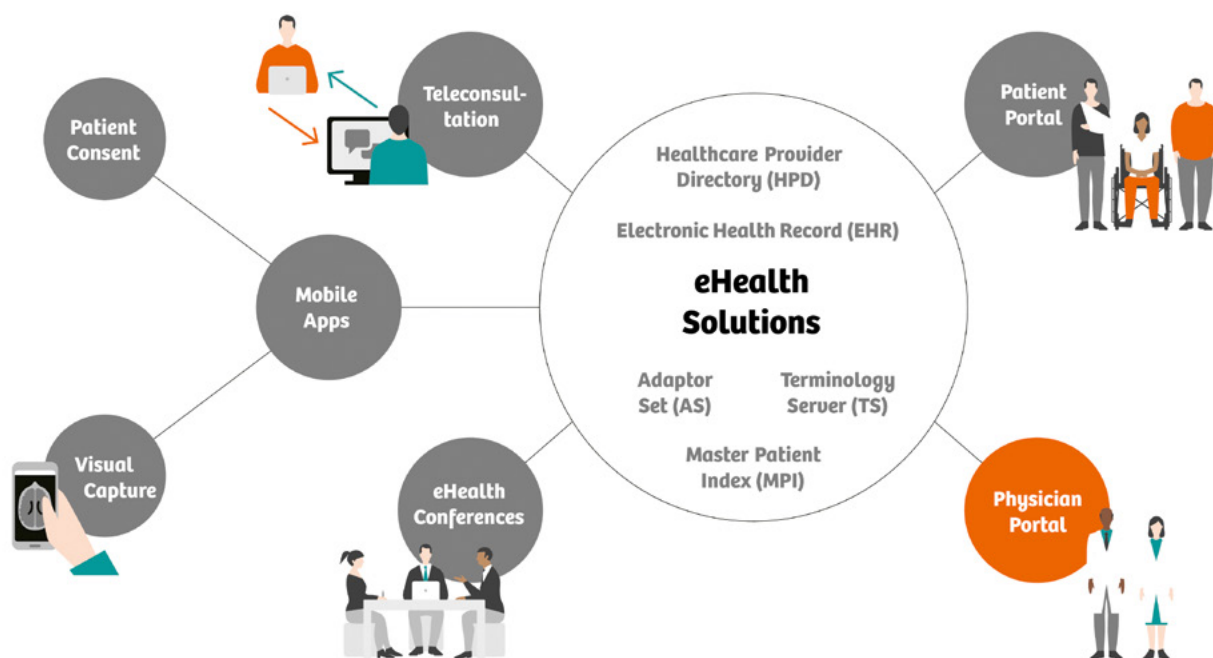 Patient
Consent
Teleconsul-
tation
Patient
Portal
Healthcare Provider
Directory (HPD)
Electronic Health Record (EHR)
eHealth
Solutions
Mobile
Apps
Adaptor
Set (AS)
Terminology
Server (TS)
Master Patient
Index (MPI)
Visual
Capture
eHealth
Conferences
Physician
Portal